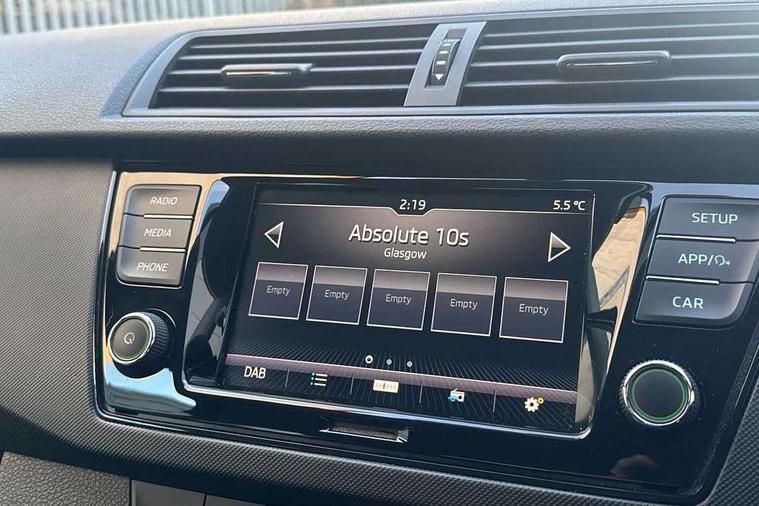 2:19
5.5 °C
RADIO
MEDIA
PHONE
Absolute 10s
Glasgow
Empty
Empty
Empty
Empty
Empty
DAB
SETUP
APP/
CAR